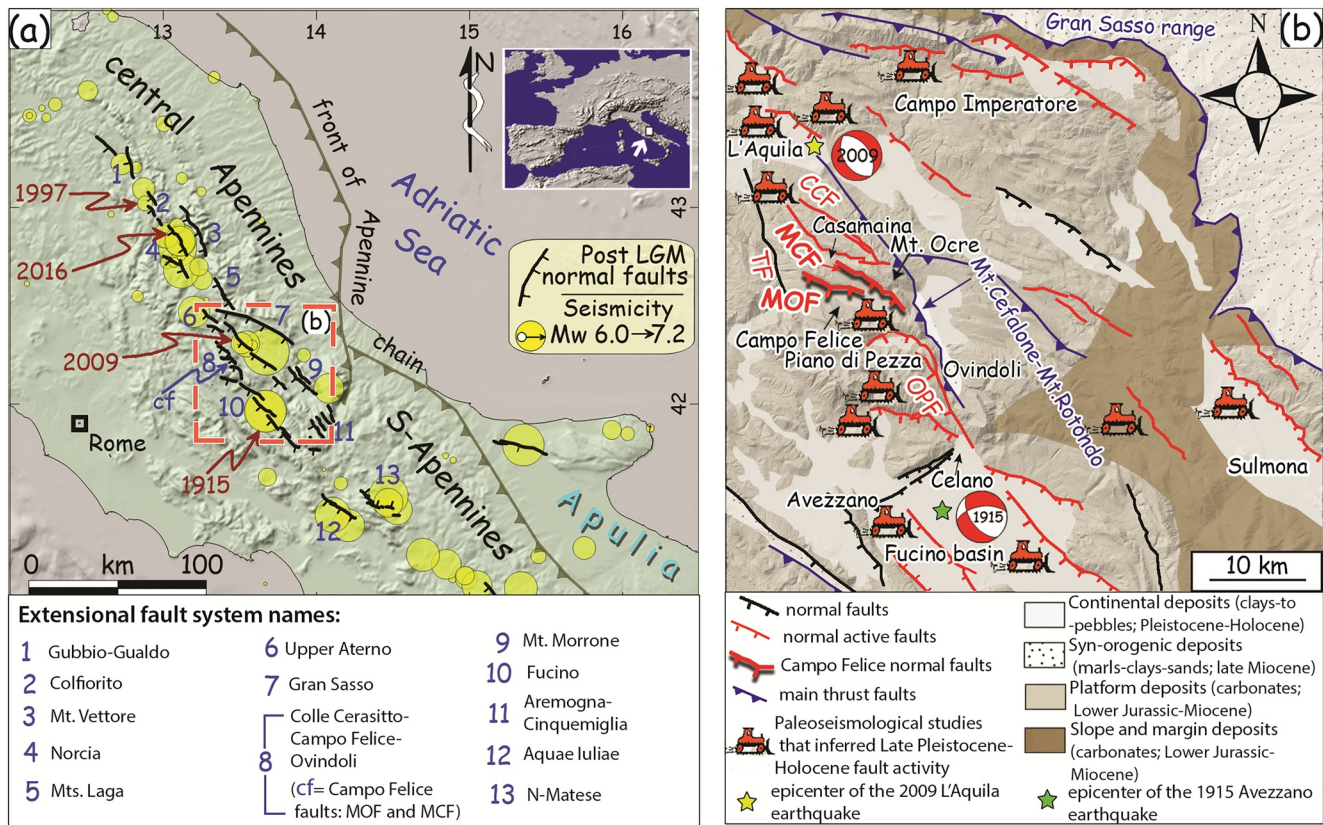 (a)
13
14
15
16
N
central
Apennines
front of
Apennine
chain
Adriatic
Sea
43
42
1997
2016
2009
1915
1
2
3
4
5
6
7
8
9
10
11
12
13
cf
(b)
Rome
S-Apennines
Apulia
Post LGM
normal faults
Seismicity
Mw 6.0→7.2
0
100
km
Extensional fault system names:
1 Gubbio-Gualdo
2 Colfiorito
3 Mt. Vettore
4 Norcia
5 Mts. Laga
6 Upper Aterno
7 Gran Sasso
8
Colle Cerasitto-
Campo Felice-
Ovindoli
(cf= Campo Felice
faults: MOF and MCF)
9 Mt. Morrone
10 Fucino
11 Aremogna-
Cinquemiglia
12 Aquae Iuliae
13 N-Matese
(b)
Gran Sasso range
N
Campo Imperatore
L'Aquila
2009
CCF
Casamaina
MCF
Mt. Ocre
TF
MOF
Mt.Cefalone-Mt.Rotondo
Campo Felice
Piano di Pezza
Ovindoli
OPF
Celano
Sulmona
Avezzano
1915
Fucino basin
10 km
normal faults
normal active faults
Campo Felice normal faults
main thrust faults
Paleoseismological studies
that inferred Late Pleistocene-
Holocene fault activity
epicenter of the 2009 L'Aquila
earthquake
Continental deposits (clays-to
-pebbles; Pleistocene-Holocene)
Syn-orogenic deposits
(marls-clays-sands; late Miocene)
Platform deposits (carbonates;
Lower Jurassic-Miocene)
Slope and margin deposits
(carbonates; Lower Jurassic-
Miocene)
epicenter of the 1915 Avezzano
earthquake